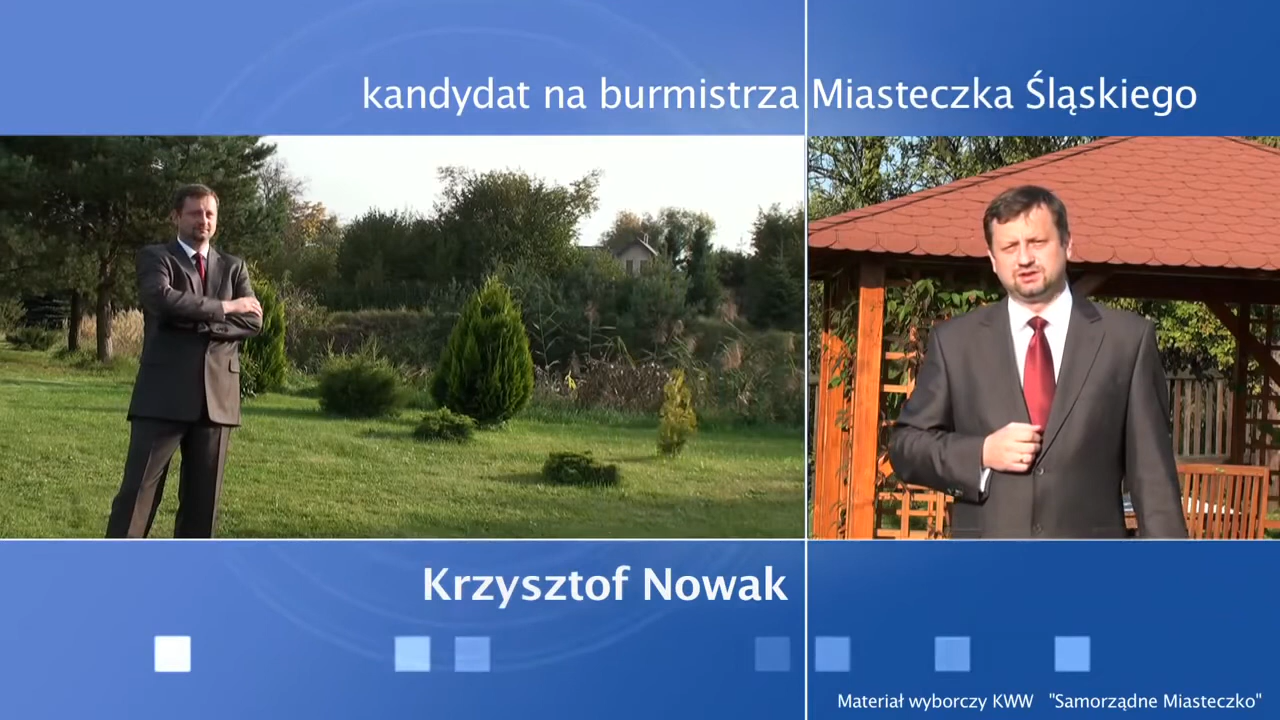 kandydat na burmistrza Miasteczka Śląskiego
Krzysztof Nowak
Materiał wyborczy KWW "Samorządne Miasteczko"